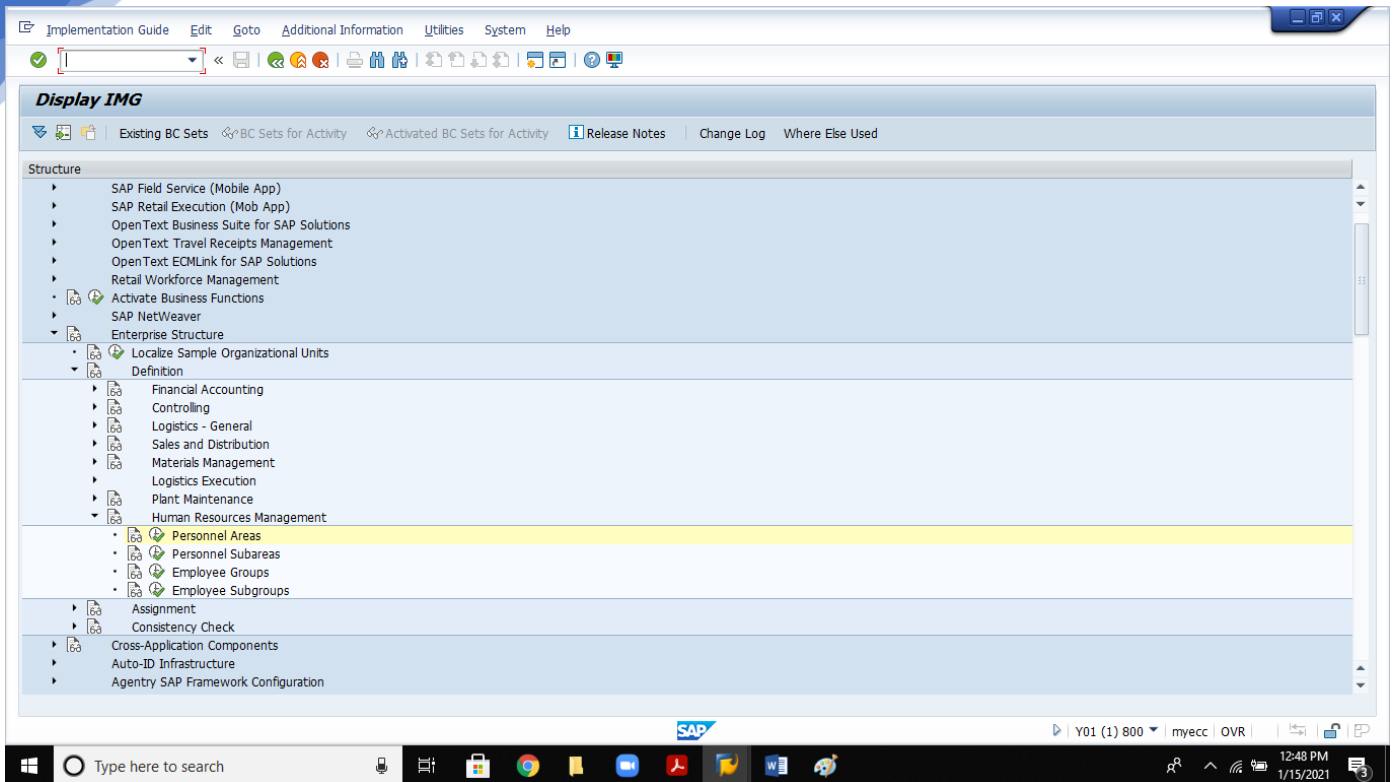 Implementation Guide Edit Goto Additional Information Utilities System Help
Display IMG
Existing BC Sets BC Sets for Activity Activated BC Sets for Activity Release Notes Change Log Where Else Used
Structure
SAP Field Service (Mobile App)
SAP Retail Execution (Mob App)
OpenText Business Suite for SAP Solutions
OpenText Travel Receipts Management
OpenText ECMLink for SAP Solutions
Retail Workforce Management
Activate Business Functions
SAP NetWeaver
Enterprise Structure
Localize Sample Organizational Units
Definition
Financial Accounting
Controlling
Logistics - General
Sales and Distribution
Materials Management
Logistics Execution
Plant Maintenance
Human Resources Management
Personnel Areas
Personnel Subareas
Employee Groups
Employee Subgroups
Assignment
Consistency Check
Cross-Application Components
Auto-ID Infrastructure
Agentry SAP Framework Configuration
SAP Y01 (1) 800 myecc OVR
Type here to search 12:48 PM
1/15/2021 3